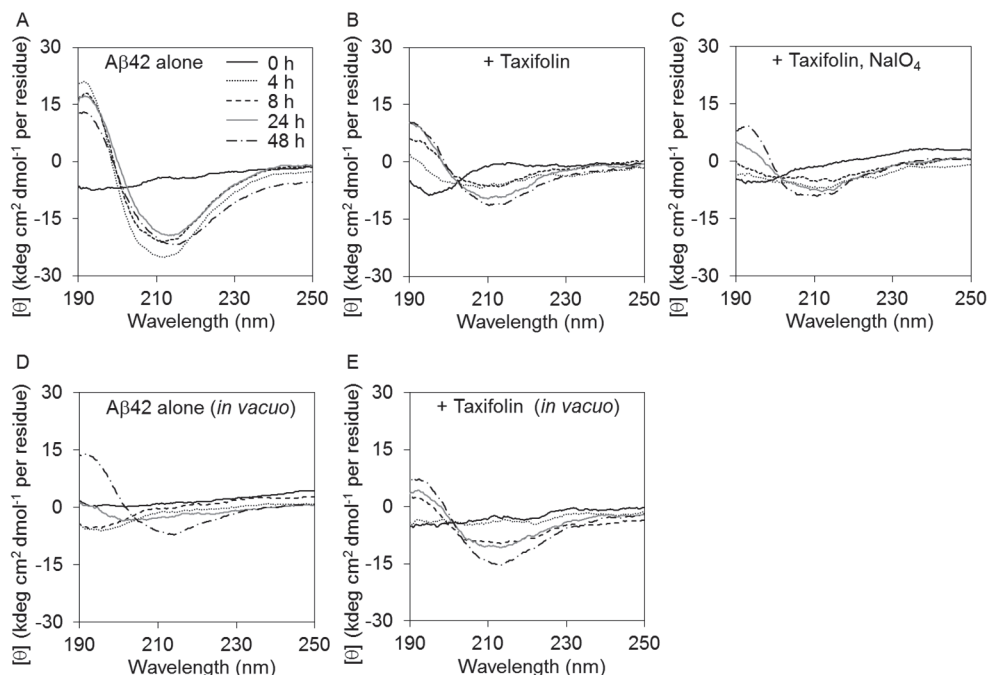 A
[θ] (kdeg cm² dmol⁻¹ per residue)
30
15
0
-15
-30
Aβ42 alone
0 h
4 h
8 h
24 h
48 h
190 210 230 250
Wavelength (nm)
B
[θ] (kdeg cm² dmol⁻¹ per residue)
30
15
0
-15
-30
+ Taxifolin
190 210 230 250
Wavelength (nm)
C
[θ] (kdeg cm² dmol⁻¹ per residue)
30
15
0
-15
-30
+ Taxifolin, NaIO₄
190 210 230 250
Wavelength (nm)
D
[θ] (kdeg cm² dmol⁻¹ per residue)
30
15
0
-15
-30
Aβ42 alone (in vacuo)
190 210 230 250
Wavelength (nm)
E
[θ] (kdeg cm² dmol⁻¹ per residue)
30
15
0
-15
-30
+ Taxifolin (in vacuo)
190 210 230 250
Wavelength (nm)